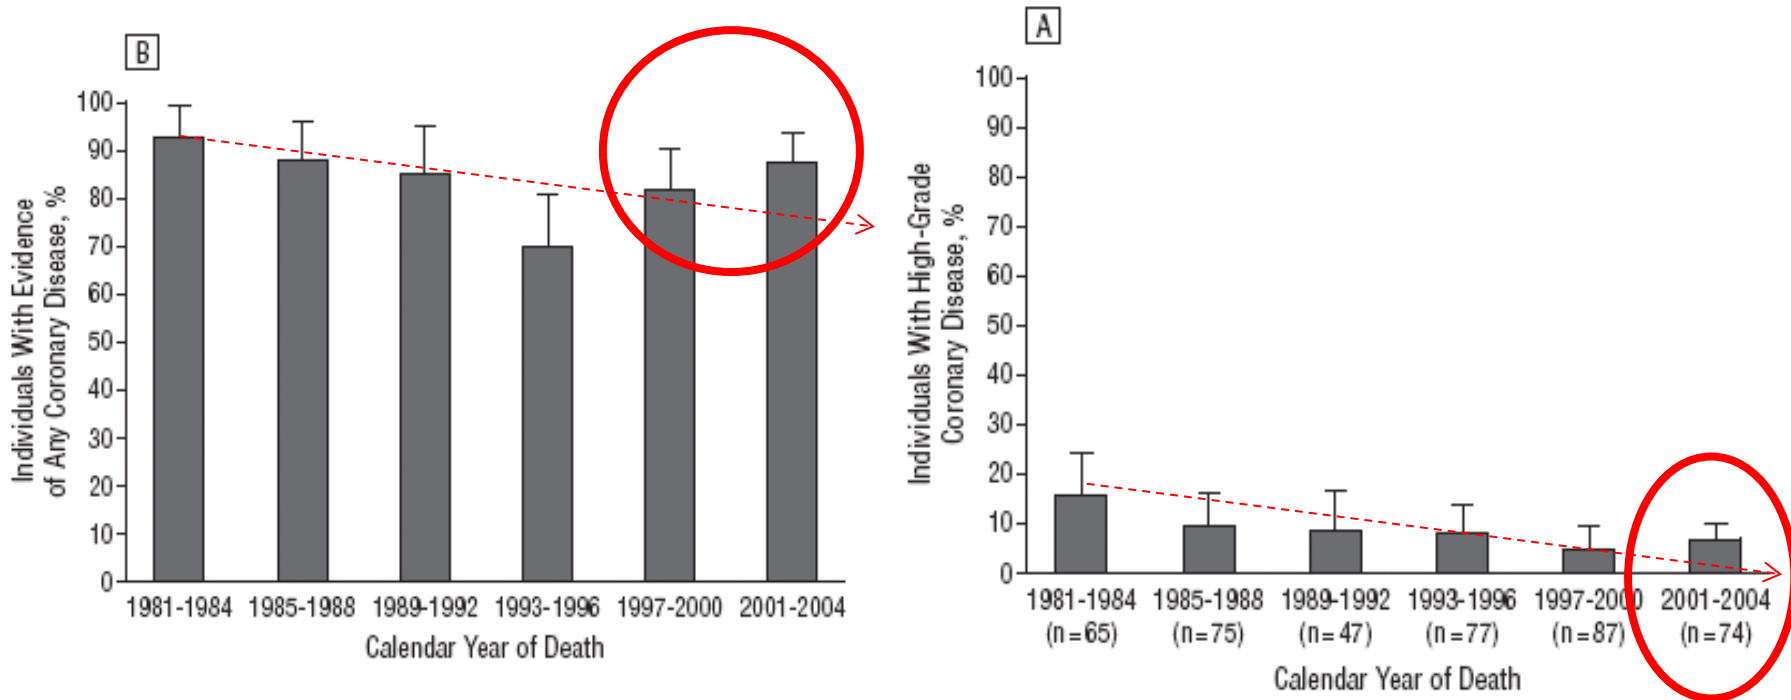 B
100
90
80
70
60
50
40
30
20
10
0
Individuals With Evidence
of Any Coronary Disease, %
1981-1984 1985-1988 1989-1992 1993-1996 1997-2000 2001-2004
Calendar Year of Death
A
100
90
80
70
60
50
40
30
20
10
0
Individuals With High-Grade
Coronary Disease, %
1981-1984 1985-1988 1989-1992 1993-1996 1997-2000 2001-2004
(n=65) (n=75) (n=47) (n=77) (n=87) (n=74)
Calendar Year of Death